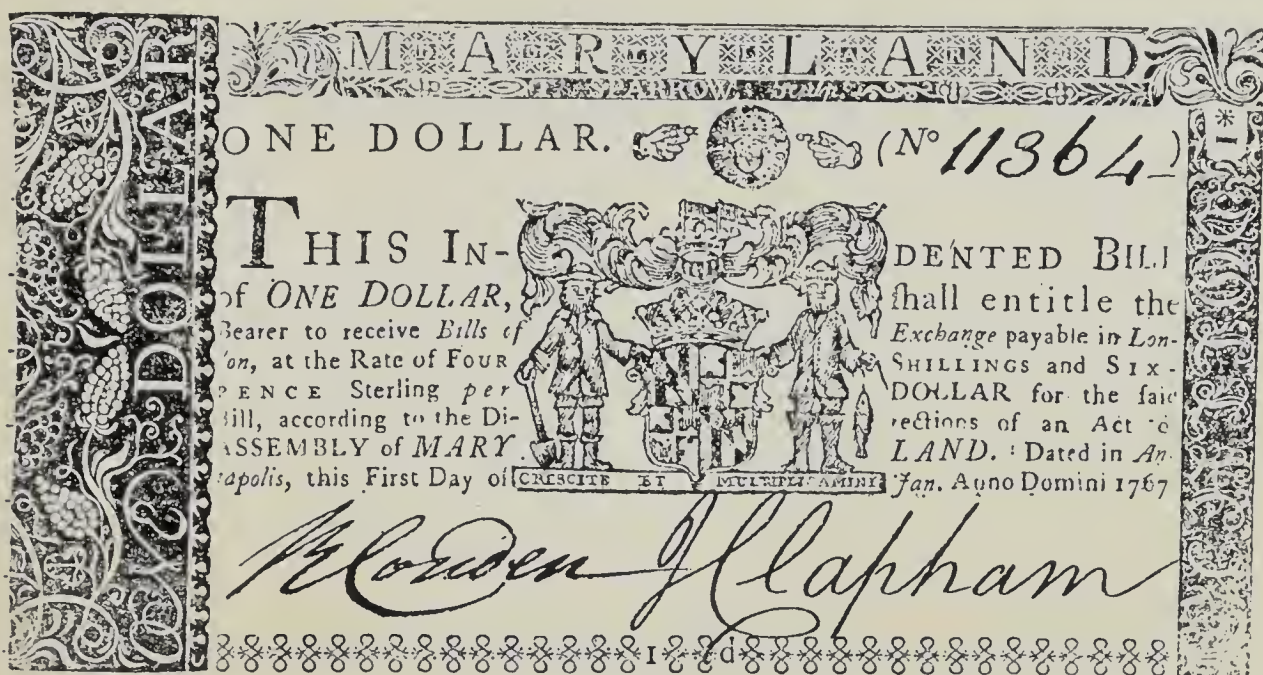 MARYLAND
T. SPARROW
ONE DOLLAR. (No 11364)
ONE DOLLAR
THIS IN- DENTED BILL
of ONE DOLLAR, ſhall entitle the
Bearer to receive Bills of Exchange payable in Lon-
don, at the Rate of FOUR SHILLINGS and SIX-
PENCE Sterling per DOLLAR for the ſaid
Bill, according to the Di- rections of an Act
ASSEMBLY of MARY LAND. Dated in An-
napolis, this First Day of Jan. Anno Domini 1767
CRESCITE ET MULTIPLICAMINI
J Clapham
1 d